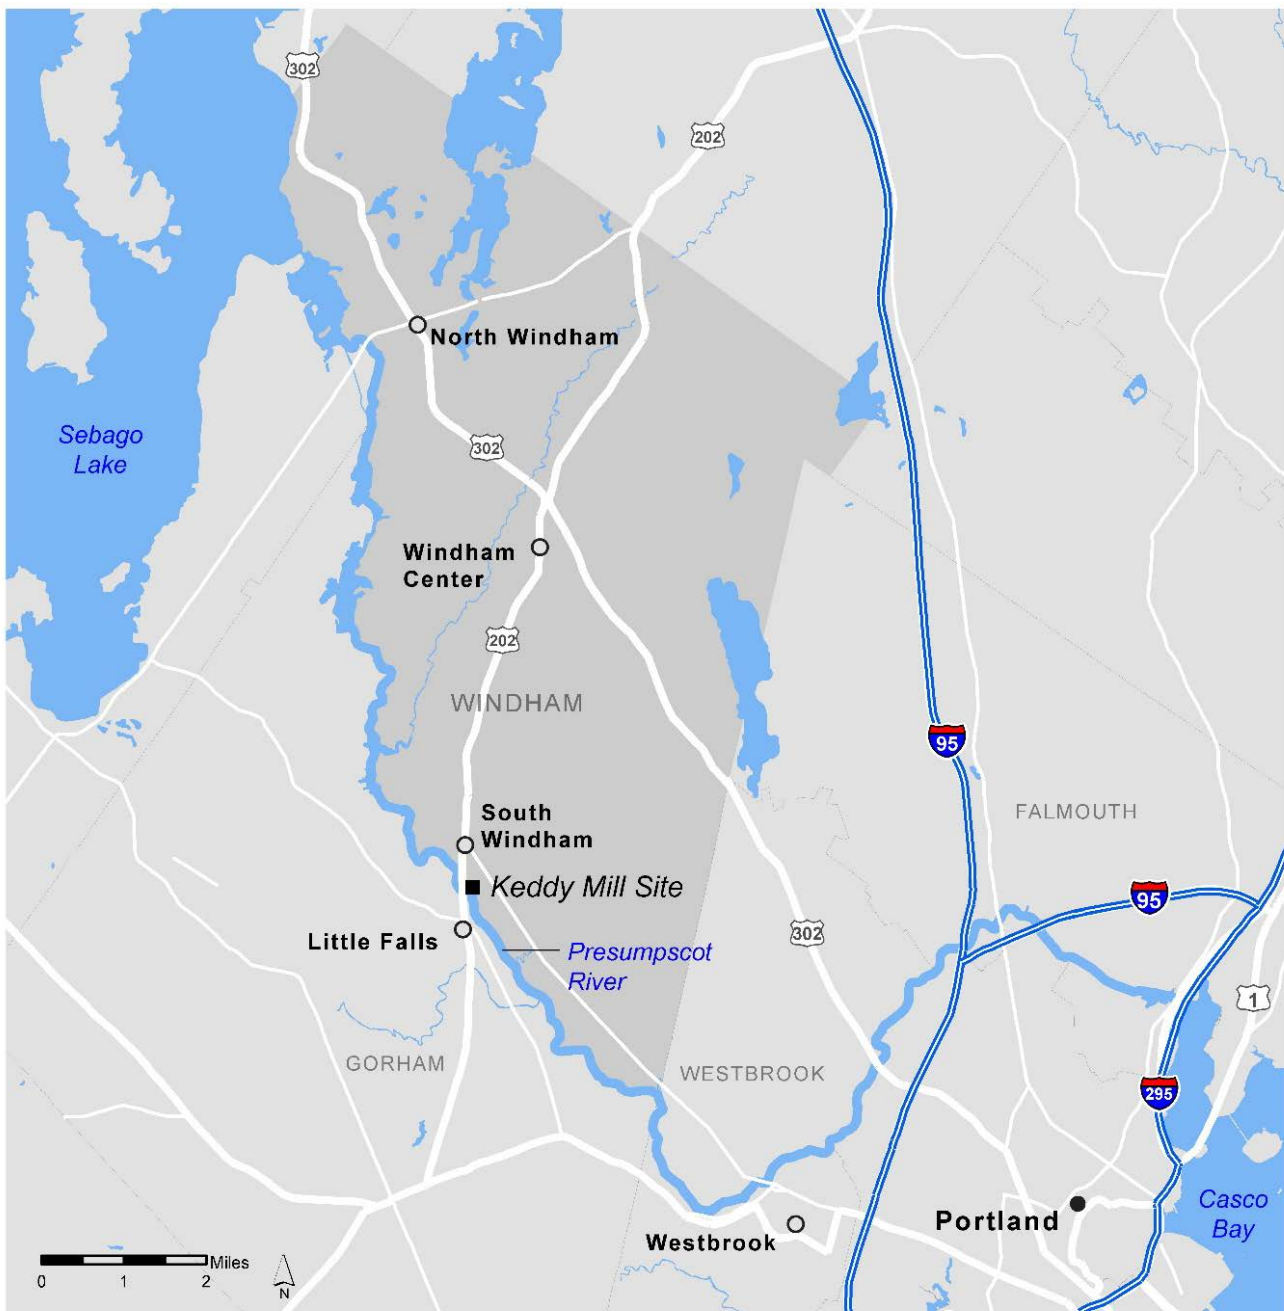 302
202
North Windham
Sebago
Lake
302
Windham
Center
202
WINDHAM
95
South
Windham
FALMOUTH
Keddy Mill Site
95
Little Falls
302
Presumpscot
River
1
GORHAM
WESTBROOK
295
Portland
Casco
Bay
Westbrook
Miles
0 1 2
N